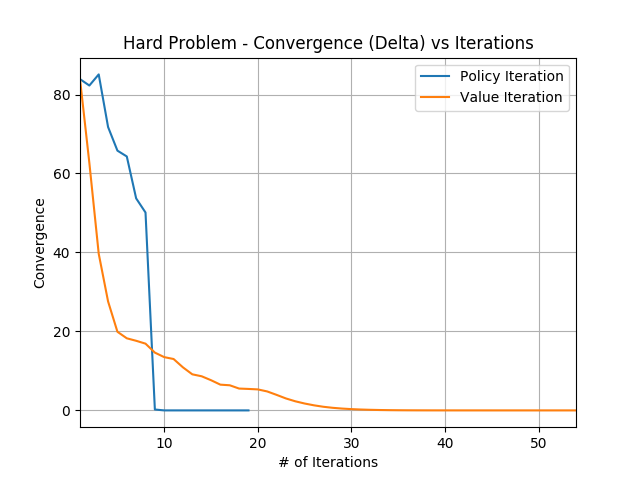 Hard Problem - Convergence (Delta) vs Iterations
Policy Iteration
Value Iteration
Convergence
80
60
40
20
0
10
20
30
40
50
# of Iterations